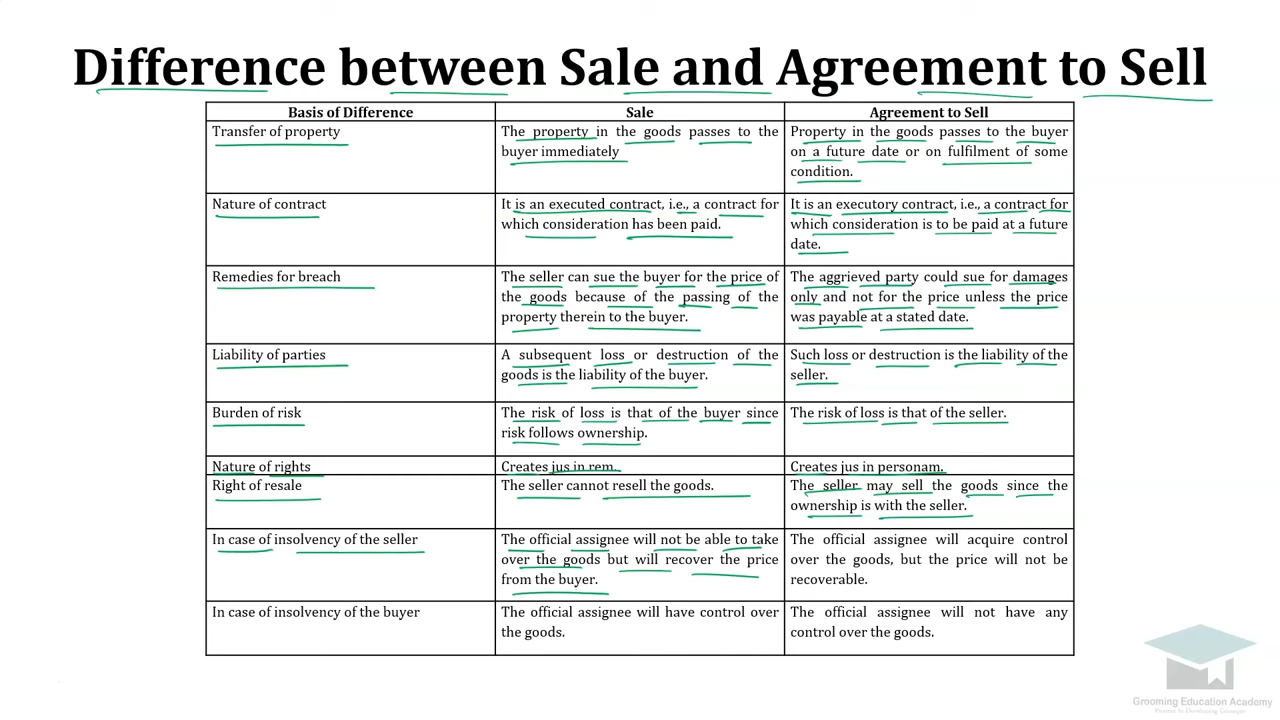 Difference between Sale and Agreement to Sell
Basis of Difference Sale Agreement to Sell
Transfer of property
The property in the goods passes to the
buyer immediately
Property in the goods passes to the buyer
on a future date or on fulfilment of some
condition.
Nature of contract
It is an executed contract, i.e., a contract for
which consideration has been paid.
It is an executory contract, i.e., a contract for
which consideration is to be paid at a future
date.
Remedies for breach
The seller can sue the buyer for the price of
the goods because of the passing of the
property therein to the buyer.
The aggrieved party could sue for damages
only and not for the price unless the price
was payable at a stated date.
Liability of parties
A subsequent loss or destruction of the
goods is the liability of the buyer.
Such loss or destruction is the liability of the
seller.
Burden of risk
The risk of loss is that of the buyer since
risk follows ownership.
The risk of loss is that of the seller.
Nature of rights
Creates jus in rem.
Creates jus in personam.
Right of resale
The seller cannot resell the goods.
The seller may sell the goods since the
ownership is with the seller.
In case of insolvency of the seller
The official assignee will not be able to take
over the goods but will recover the price
from the buyer.
The official assignee will acquire control
over the goods, but the price will not be
recoverable.
In case of insolvency of the buyer
The official assignee will have control over
the goods.
The official assignee will not have any
control over the goods.
Grooming Education Academy